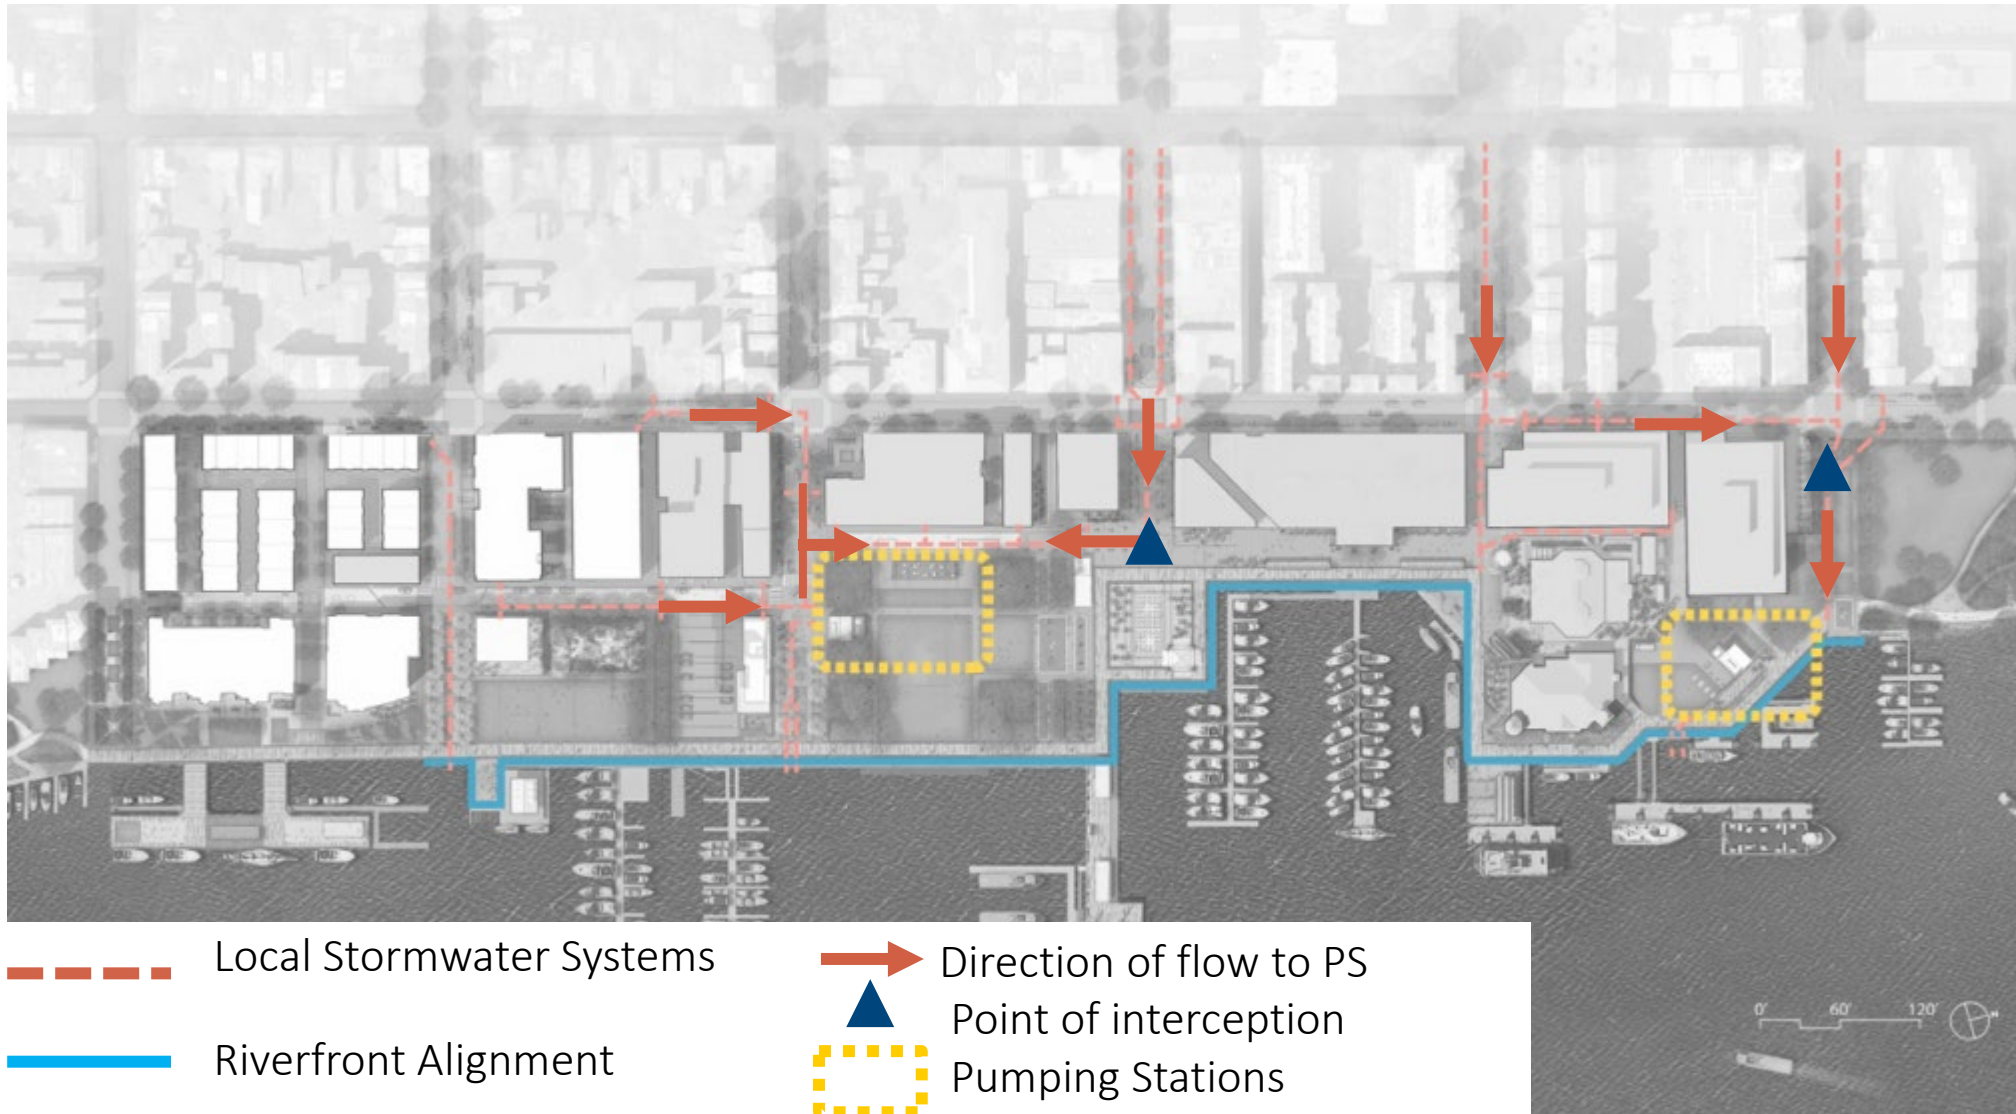 0' 60' 120'
N
Local Stormwater Systems
Direction of flow to PS
Point of interception
Riverfront Alignment
Pumping Stations